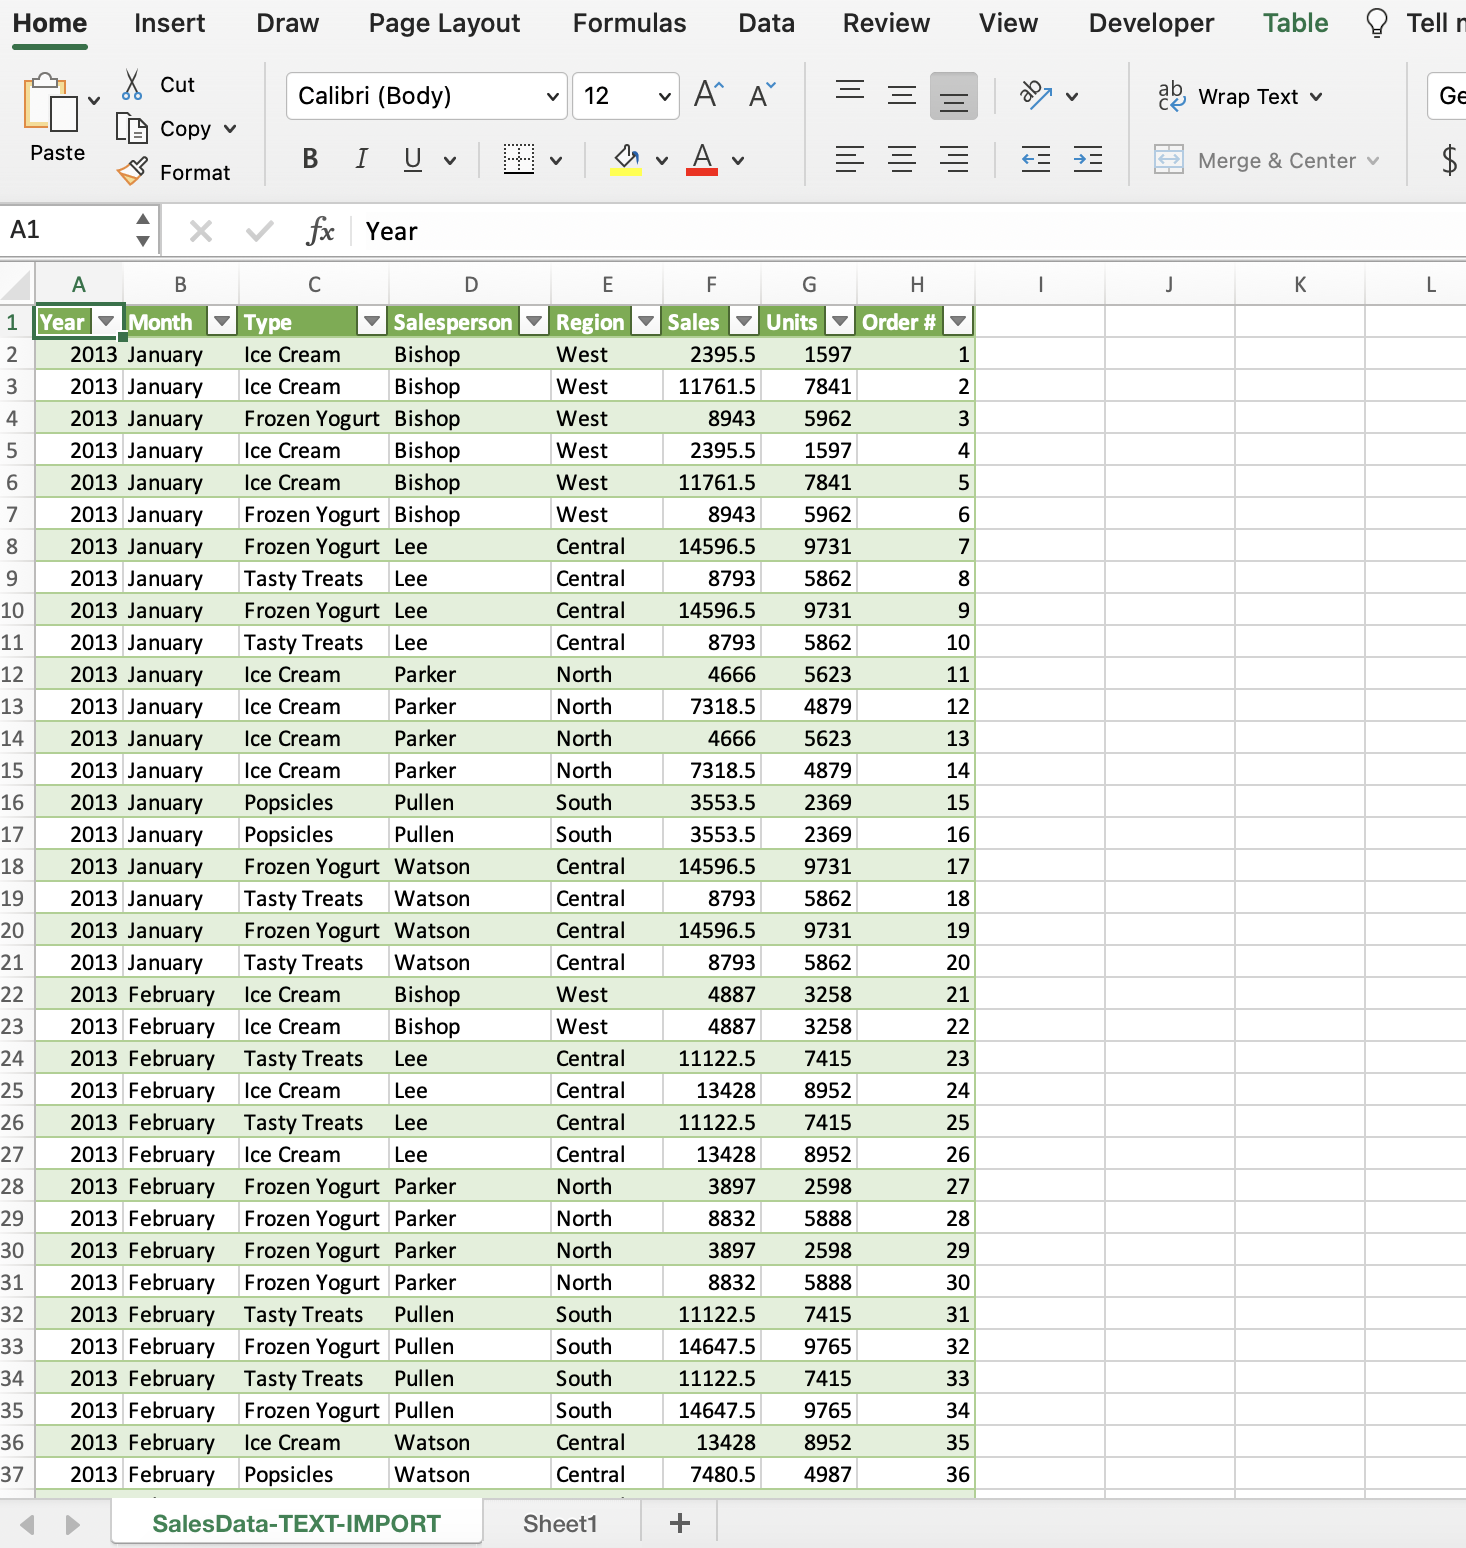 Home Insert Draw Page Layout Formulas Data Review View Developer Table Tell
Cut
Calibri (Body) 12 A A ab Wrap Text Ge
Copy
Paste B I U A Merge & Center $
Format
A1 fx Year
A B C D E F G H I J K L
1 Year Month Type Salesperson Region Sales Units Order #
2 2013 January Ice Cream Bishop West 2395.5 1597 1
3 2013 January Ice Cream Bishop West 11761.5 7841 2
4 2013 January Frozen Yogurt Bishop West 8943 5962 3
5 2013 January Ice Cream Bishop West 2395.5 1597 4
6 2013 January Ice Cream Bishop West 11761.5 7841 5
7 2013 January Frozen Yogurt Bishop West 8943 5962 6
8 2013 January Frozen Yogurt Lee Central 14596.5 9731 7
9 2013 January Tasty Treats Lee Central 8793 5862 8
10 2013 January Frozen Yogurt Lee Central 14596.5 9731 9
11 2013 January Tasty Treats Lee Central 8793 5862 10
12 2013 January Ice Cream Parker North 4666 5623 11
13 2013 January Ice Cream Parker North 7318.5 4879 12
14 2013 January Ice Cream Parker North 4666 5623 13
15 2013 January Ice Cream Parker North 7318.5 4879 14
16 2013 January Popsicles Pullen South 3553.5 2369 15
17 2013 January Popsicles Pullen South 3553.5 2369 16
18 2013 January Frozen Yogurt Watson Central 14596.5 9731 17
19 2013 January Tasty Treats Watson Central 8793 5862 18
20 2013 January Frozen Yogurt Watson Central 14596.5 9731 19
21 2013 January Tasty Treats Watson Central 8793 5862 20
22 2013 February Ice Cream Bishop West 4887 3258 21
23 2013 February Ice Cream Bishop West 4887 3258 22
24 2013 February Tasty Treats Lee Central 11122.5 7415 23
25 2013 February Ice Cream Lee Central 13428 8952 24
26 2013 February Tasty Treats Lee Central 11122.5 7415 25
27 2013 February Ice Cream Lee Central 13428 8952 26
28 2013 February Frozen Yogurt Parker North 3897 2598 27
29 2013 February Frozen Yogurt Parker North 8832 5888 28
30 2013 February Frozen Yogurt Parker North 3897 2598 29
31 2013 February Frozen Yogurt Parker North 8832 5888 30
32 2013 February Tasty Treats Pullen South 11122.5 7415 31
33 2013 February Frozen Yogurt Pullen South 14647.5 9765 32
34 2013 February Tasty Treats Pullen South 11122.5 7415 33
35 2013 February Frozen Yogurt Pullen South 14647.5 9765 34
36 2013 February Ice Cream Watson Central 13428 8952 35
37 2013 February Popsicles Watson Central 7480.5 4987 36
SalesData-TEXT-IMPORT Sheet1 +